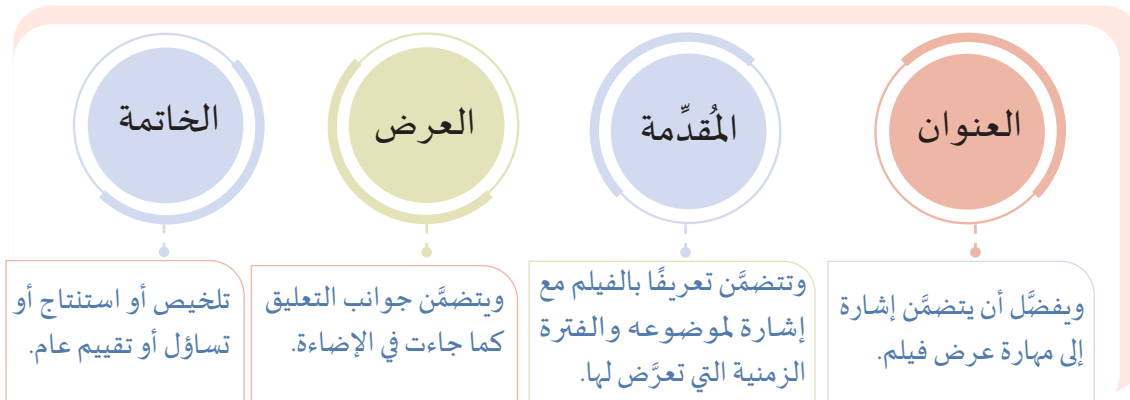 العنوان
المُقدِّمة
العرض
الخاتمة
ويفضَّل أن يتضمَّن إشارة
إلى مهارة عرض فيلم.
وتتضمَّن تعريفًا بالفيلم مع
إشارة لموضوعه والفترة
الزمنية التي تعرَّض لها.
ويتضمَّن جوانب التعليق
كما جاءت في الإضاءة.
تلخيص أو استنتاج أو
تساؤل أو تقييم عام.